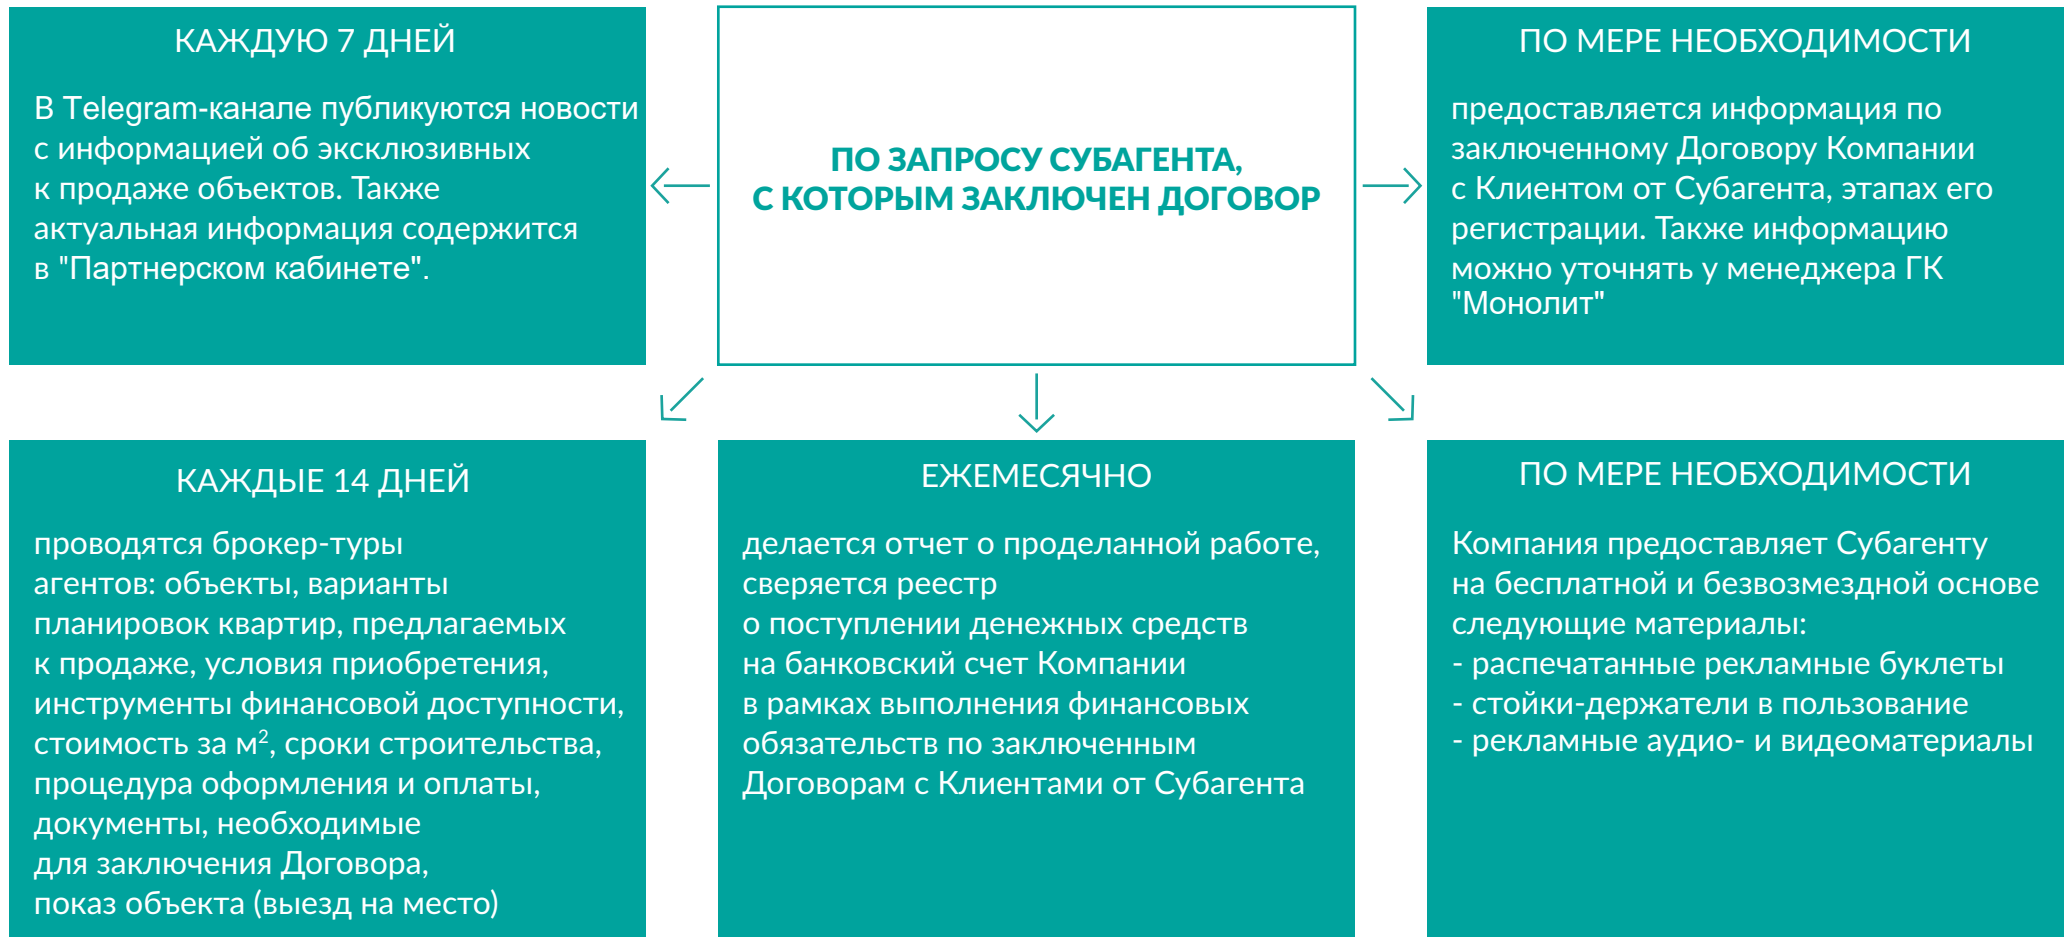 КАЖДУЮ 7 ДНЕЙ
В Telegram-канале публикуются новости
с информацией об эксклюзивных
к продаже объектов. Также
актуальная информация содержится
в "Партнерском кабинете".
ПО ЗАПРОСУ СУБАГЕНТА,
С КОТОРЫМ ЗАКЛЮЧЕН ДОГОВОР
ПО МЕРЕ НЕОБХОДИМОСТИ
предоставляется информация по
заключенному Договору Компании
с Клиентом от Субагента, этапах его
регистрации. Также информацию
можно уточнять у менеджера ГК
"Монолит"
КАЖДЫЕ 14 ДНЕЙ
проводятся брокер-туры
агентов: объекты, варианты
планировок квартир, предлагаемых
к продаже, условия приобретения,
инструменты финансовой доступности,
стоимость за м², сроки строительства,
процедура оформления и оплаты,
документы, необходимые
для заключения Договора,
показ объекта (выезд на место)
ЕЖЕМЕСЯЧНО
делается отчет о проделанной работе,
сверяется реестр
о поступлении денежных средств
на банковский счет Компании
в рамках выполнения финансовых
обязательств по заключенным
Договорам с Клиентами от Субагента
ПО МЕРЕ НЕОБХОДИМОСТИ
Компания предоставляет Субагенту
на бесплатной и безвозмездной основе
следующие материалы:
- распечатанные рекламные буклеты
- стойки-держатели в пользование
- рекламные аудио- и видеоматериалы